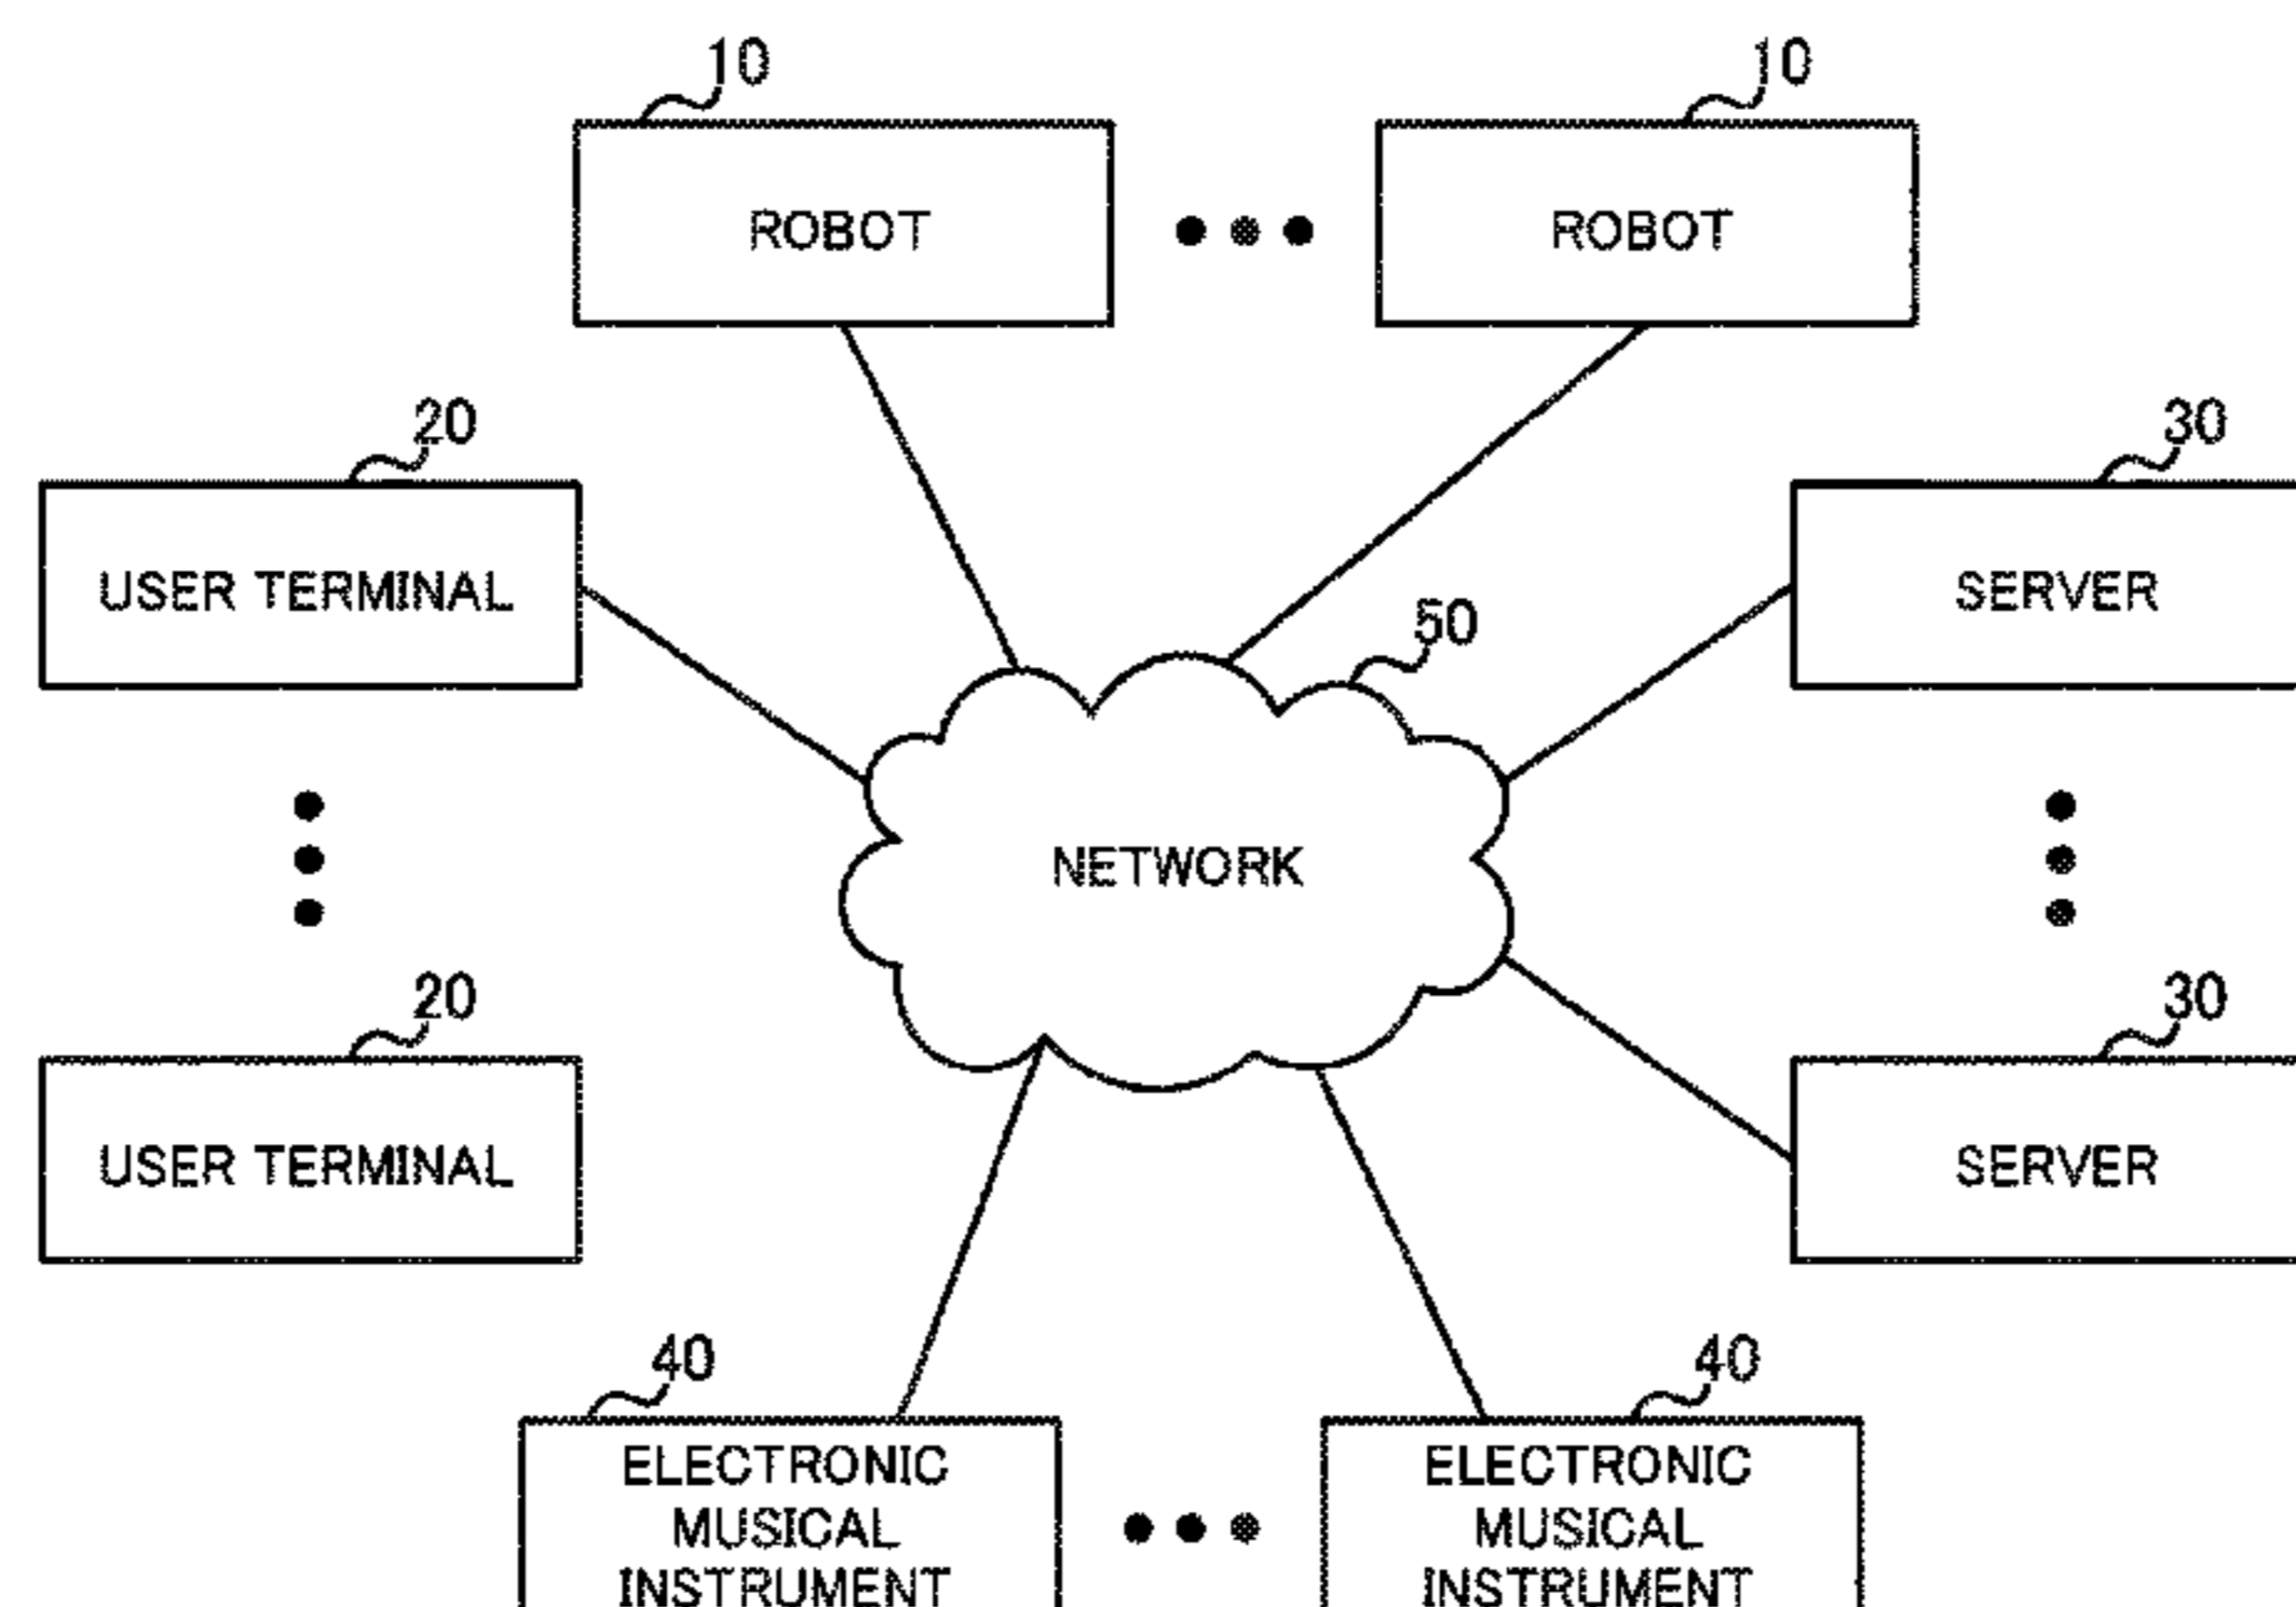 10
10
ROBOT
ROBOT
20
30
USER TERMINAL
SERVER
50
NETWORK
20
30
USER TERMINAL
SERVER
40
40
ELECTRONIC
MUSICAL
INSTRUMENT
ELECTRONIC
MUSICAL
INSTRUMENT